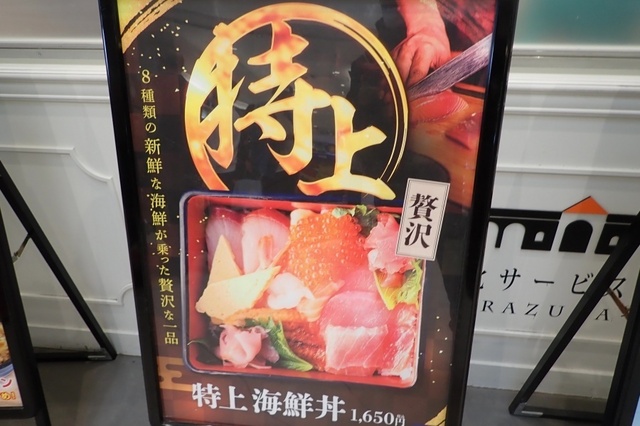 特上
8種類の新鮮な海鮮が乗った贅沢な一品
贅沢
特上 海鮮丼 1,650円
サービス
RAZU